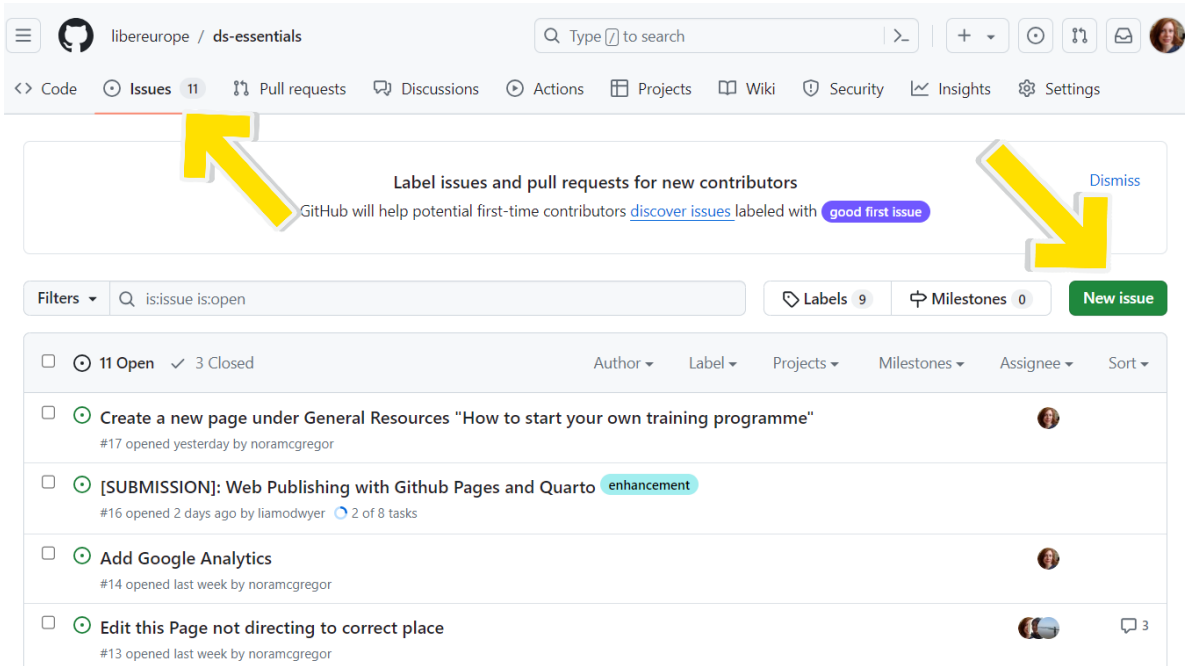 libereurope / ds-essentials
Type / to search
Code Issues 11 Pull requests Discussions Actions Projects Wiki Security Insights Settings
Label issues and pull requests for new contributors
Dismiss
GitHub will help potential first-time contributors discover issues labeled with good first issue
Filters is:issue is:open Labels 9 Milestones 0 New issue
11 Open 3 Closed Author Label Projects Milestones Assignee Sort
Create a new page under General Resources "How to start your own training programme"
#17 opened yesterday by noramcgregor
[SUBMISSION]: Web Publishing with Github Pages and Quarto enhancement
#16 opened 2 days ago by liamodwyer 2 of 8 tasks
Add Google Analytics
#14 opened last week by noramcgregor
Edit this Page not directing to correct place 3
#13 opened last week by noramcgregor